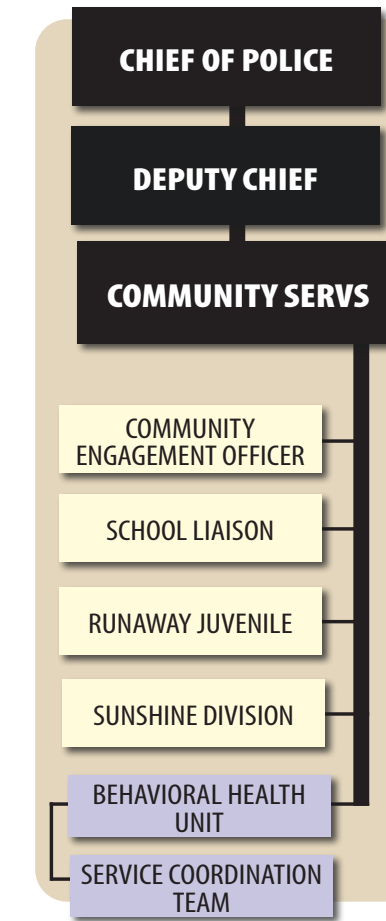 CHIEF OF POLICE
DEPUTY CHIEF
COMMUNITY SERVS
COMMUNITY
ENGAGEMENT OFFICER
SCHOOL LIAISON
RUNAWAY JUVENILE
SUNSHINE DIVISION
BEHAVIORAL HEALTH
UNIT
SERVICE COORDINATION
TEAM